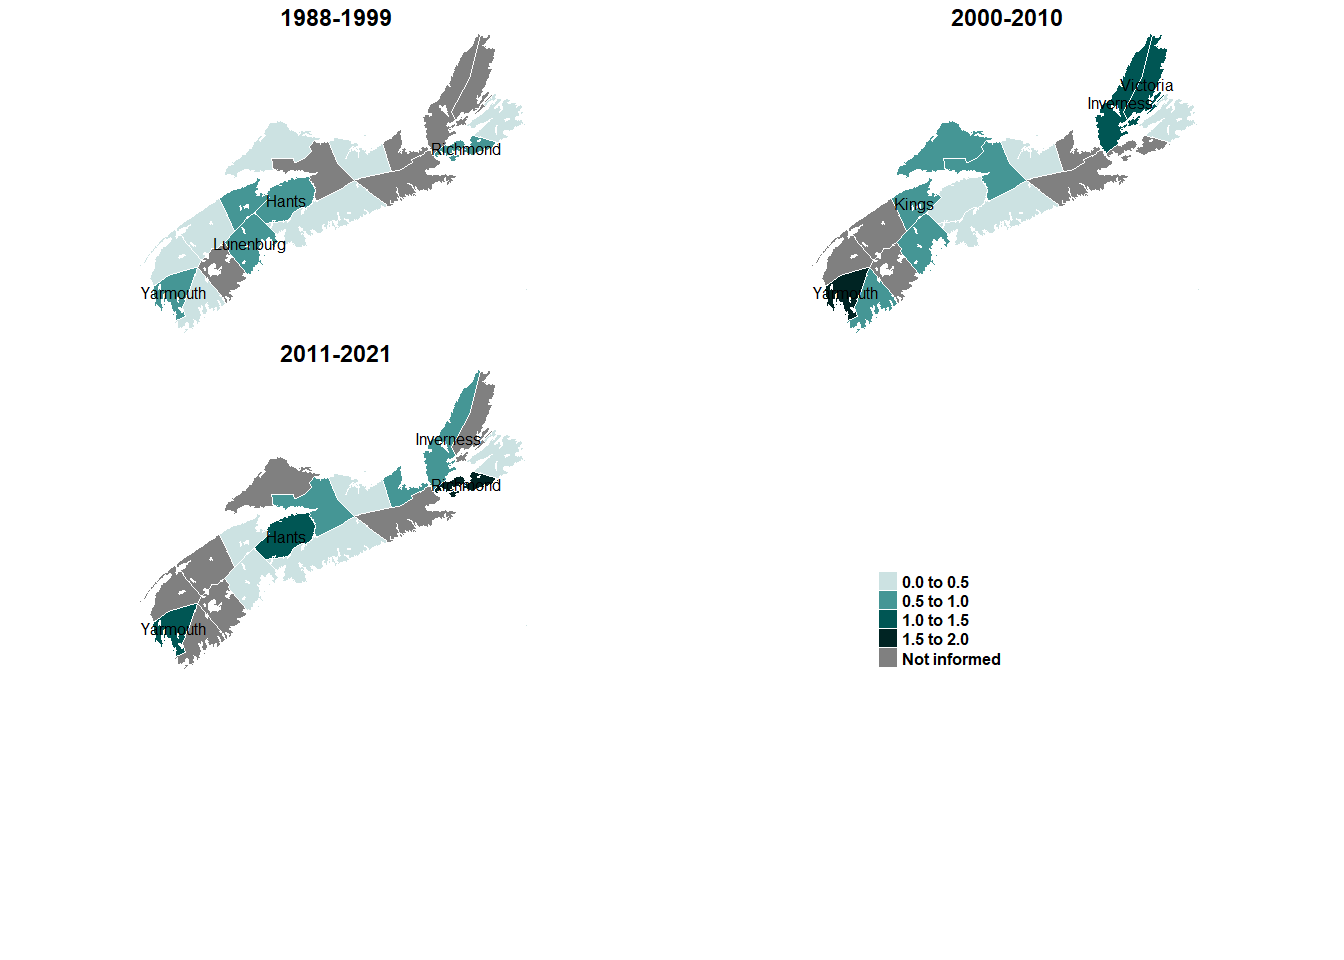 1988-1999
Richmond
Hants
Lunenburg
Yarmouth
2000-2010
Victoria
Inverness
Kings
Yarmouth
2011-2021
Inverness
Richmond
Hants
Yarmouth
0.0 to 0.5
0.5 to 1.0
1.0 to 1.5
1.5 to 2.0
Not informed